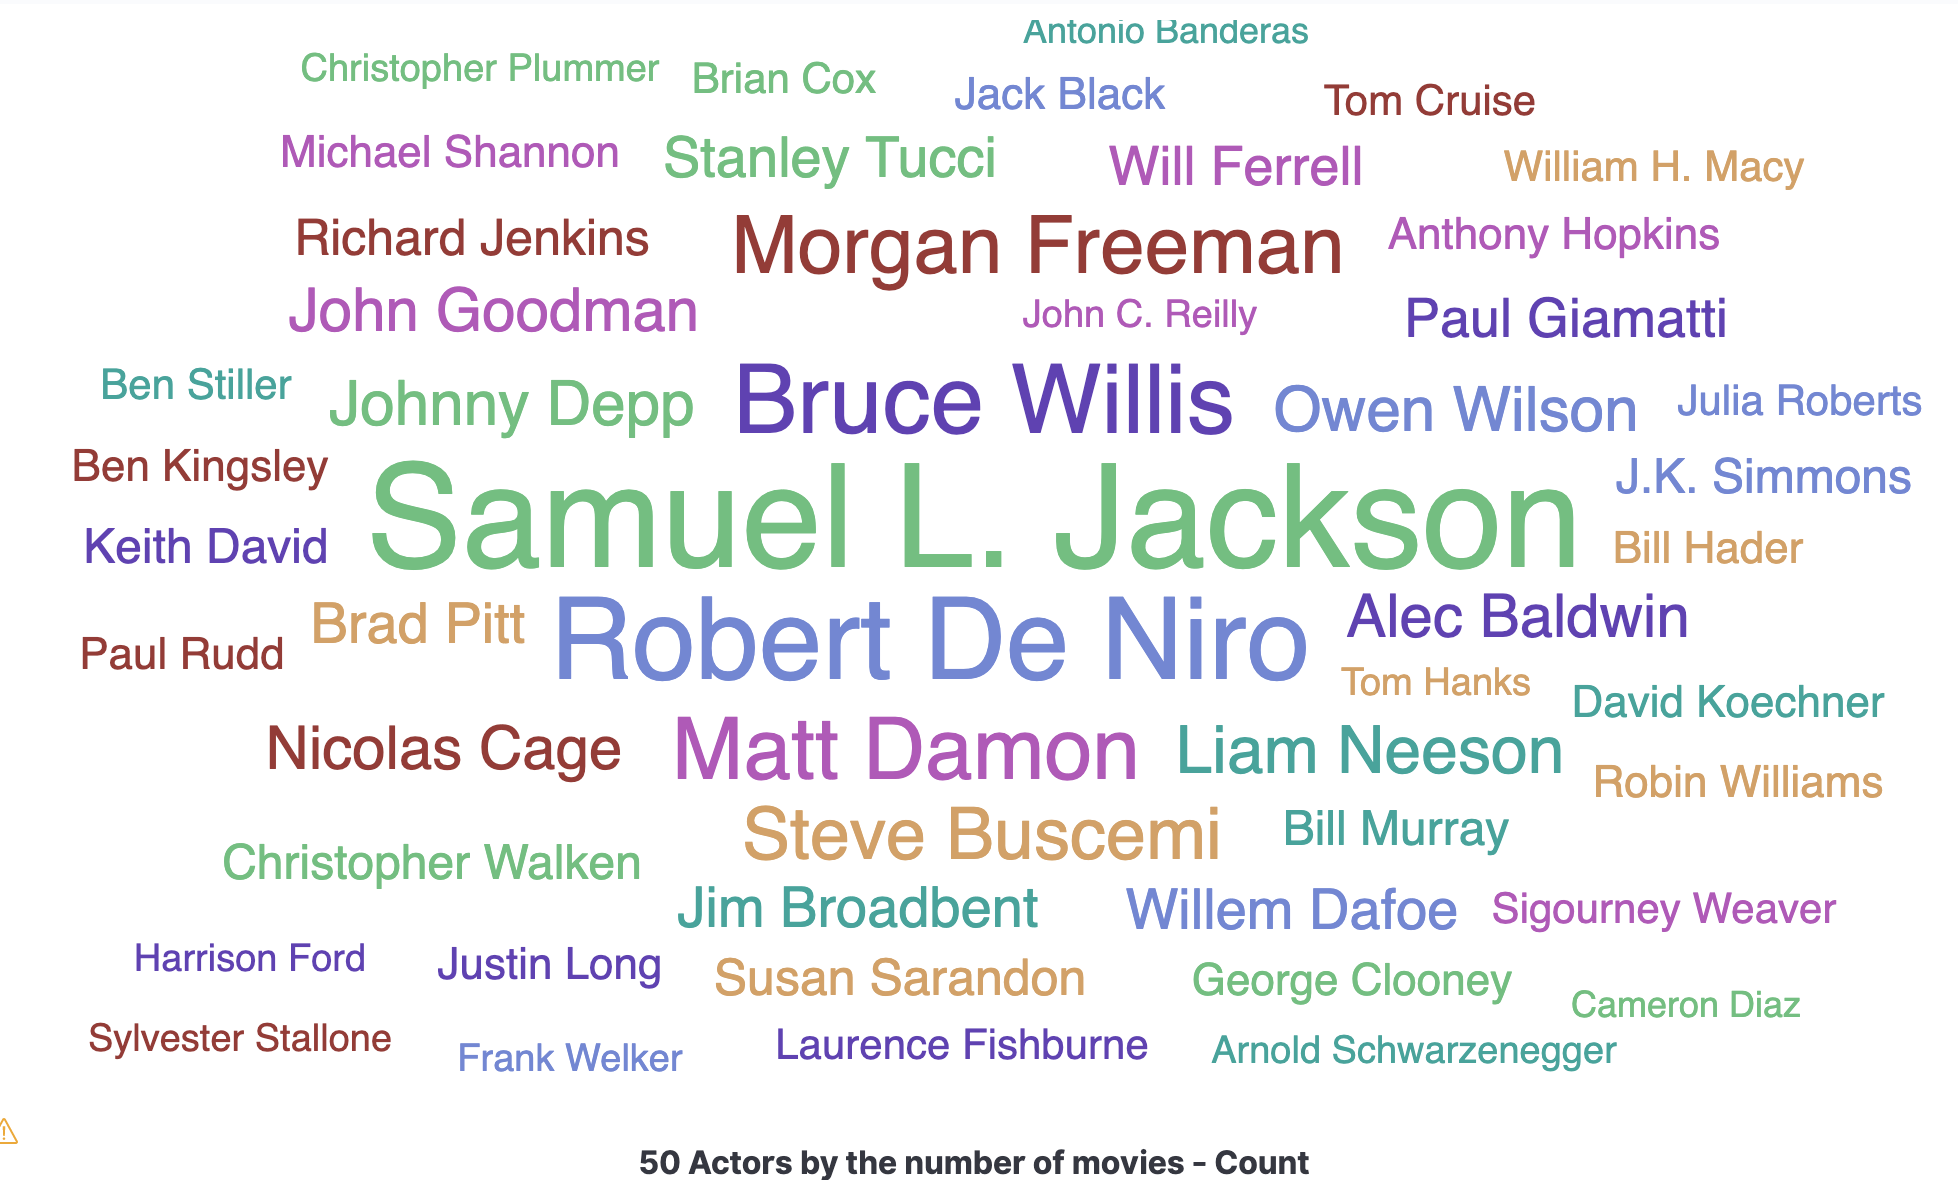 Antonio Banderas
Christopher Plummer
Brian Cox
Jack Black
Tom Cruise
Michael Shannon
Stanley Tucci
Will Ferrell
William H. Macy
Richard Jenkins
Morgan Freeman
Anthony Hopkins
John Goodman
John C. Reilly
Paul Giamatti
Ben Stiller
Johnny Depp
Bruce Willis
Owen Wilson
Julia Roberts
Ben Kingsley
Samuel L. Jackson
J.K. Simmons
Keith David
Bill Hader
Paul Rudd
Brad Pitt
Robert De Niro
Alec Baldwin
Tom Hanks
David Koechner
Nicolas Cage
Matt Damon
Liam Neeson
Robin Williams
Steve Buscemi
Bill Murray
Christopher Walken
Jim Broadbent
Willem Dafoe
Sigourney Weaver
Harrison Ford
Justin Long
Susan Sarandon
George Clooney
Cameron Diaz
Sylvester Stallone
Frank Welker
Laurence Fishburne
Arnold Schwarzenegger
50 Actors by the number of movies - Count